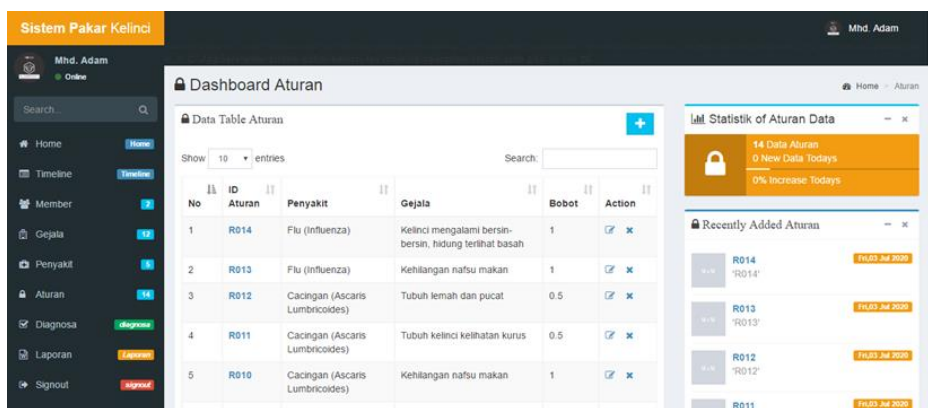 Sistem Pakar Kelinci
Mhd. Adam
Mhd. Adam
Online
Search...
Home Home
Timeline Timeline
Member 2
Gejala 12
Penyakit 5
Aturan 14
Diagnosa diagnosa
Laporan Laporan
Signout signout
Dashboard Aturan
Home > Aturan
Data Table Aturan
+
Show 10 entries Search:
No ID Aturan Penyakit Gejala Bobot Action
1 R014 Flu (Influenza) Kelinci mengalami bersin-
bersin, hidung terlihat basah 1
2 R013 Flu (Influenza) Kehilangan nafsu makan 1
3 R012 Cacingan (Ascaris
Lumbricoides) Tubuh lemah dan pucat 0.5
4 R011 Cacingan (Ascaris
Lumbricoides) Tubuh kelinci kelihatan kurus 0.5
5 R010 Cacingan (Ascaris
Lumbricoides) Kehilangan nafsu makan 1
Statistik of Aturan Data
14 Data Aturan
0 New Data Todays
0% Increase Todays
Recently Added Aturan
R014 Fri,03 Jul 2020
'R014'
R013 Fri,03 Jul 2020
'R013'
R012 Fri,03 Jul 2020
'R012'
R011 Fri,03 Jul 2020